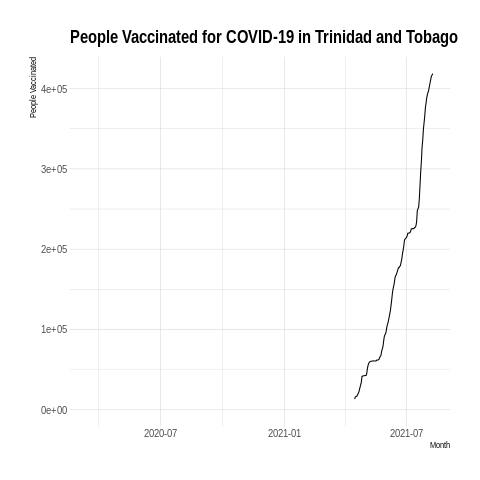 People Vaccinated for COVID-19 in Trinidad and Tobago
People Vaccinated
4e+05
3e+05
2e+05
1e+05
0e+00
2020-07 2021-01 2021-07
Month